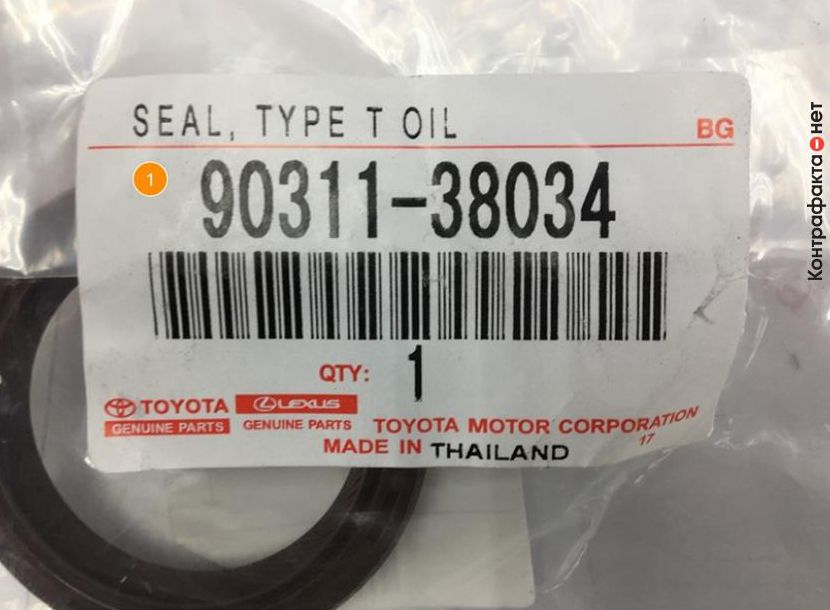 SEAL, TYPE T OIL
BG
1
90311-38034
QTY: 1
TOYOTA
GENUINE PARTS
LEXUS
GENUINE PARTS
TOYOTA MOTOR CORPORATION
17
MADE IN THAILAND
Контрафакта нет